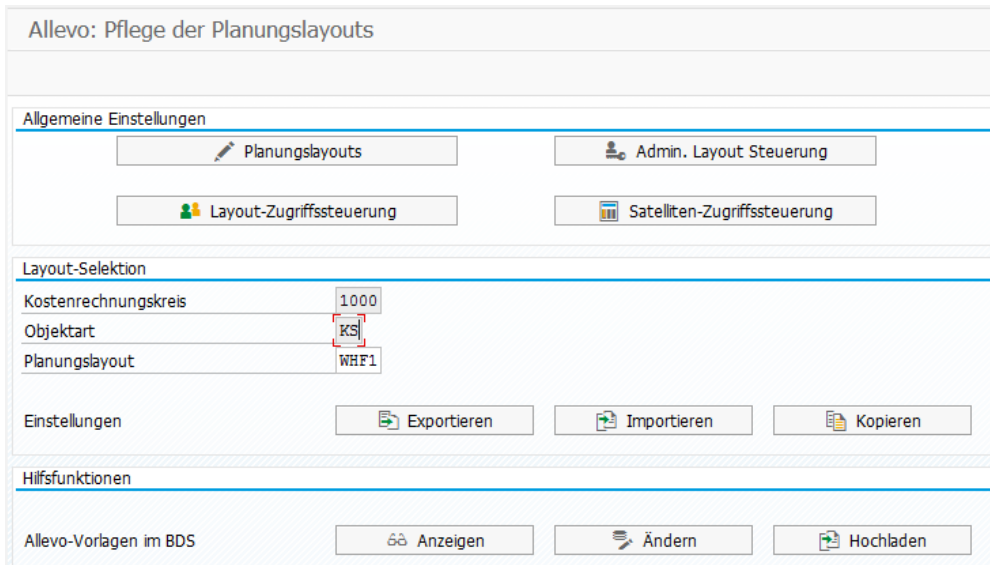 Allevo: Pflege der Planungslayouts
Allgemeine Einstellungen
Planungslayouts Admin. Layout Steuerung
Layout-Zugriffssteuerung Satelliten-Zugriffssteuerung
Layout-Selektion
Kostenrechnungskreis 1000
Objektart KS
Planungslayout WHF1
Einstellungen Exportieren Importieren Kopieren
Hilfsfunktionen
Allevo-Vorlagen im BDS Anzeigen Ändern Hochladen